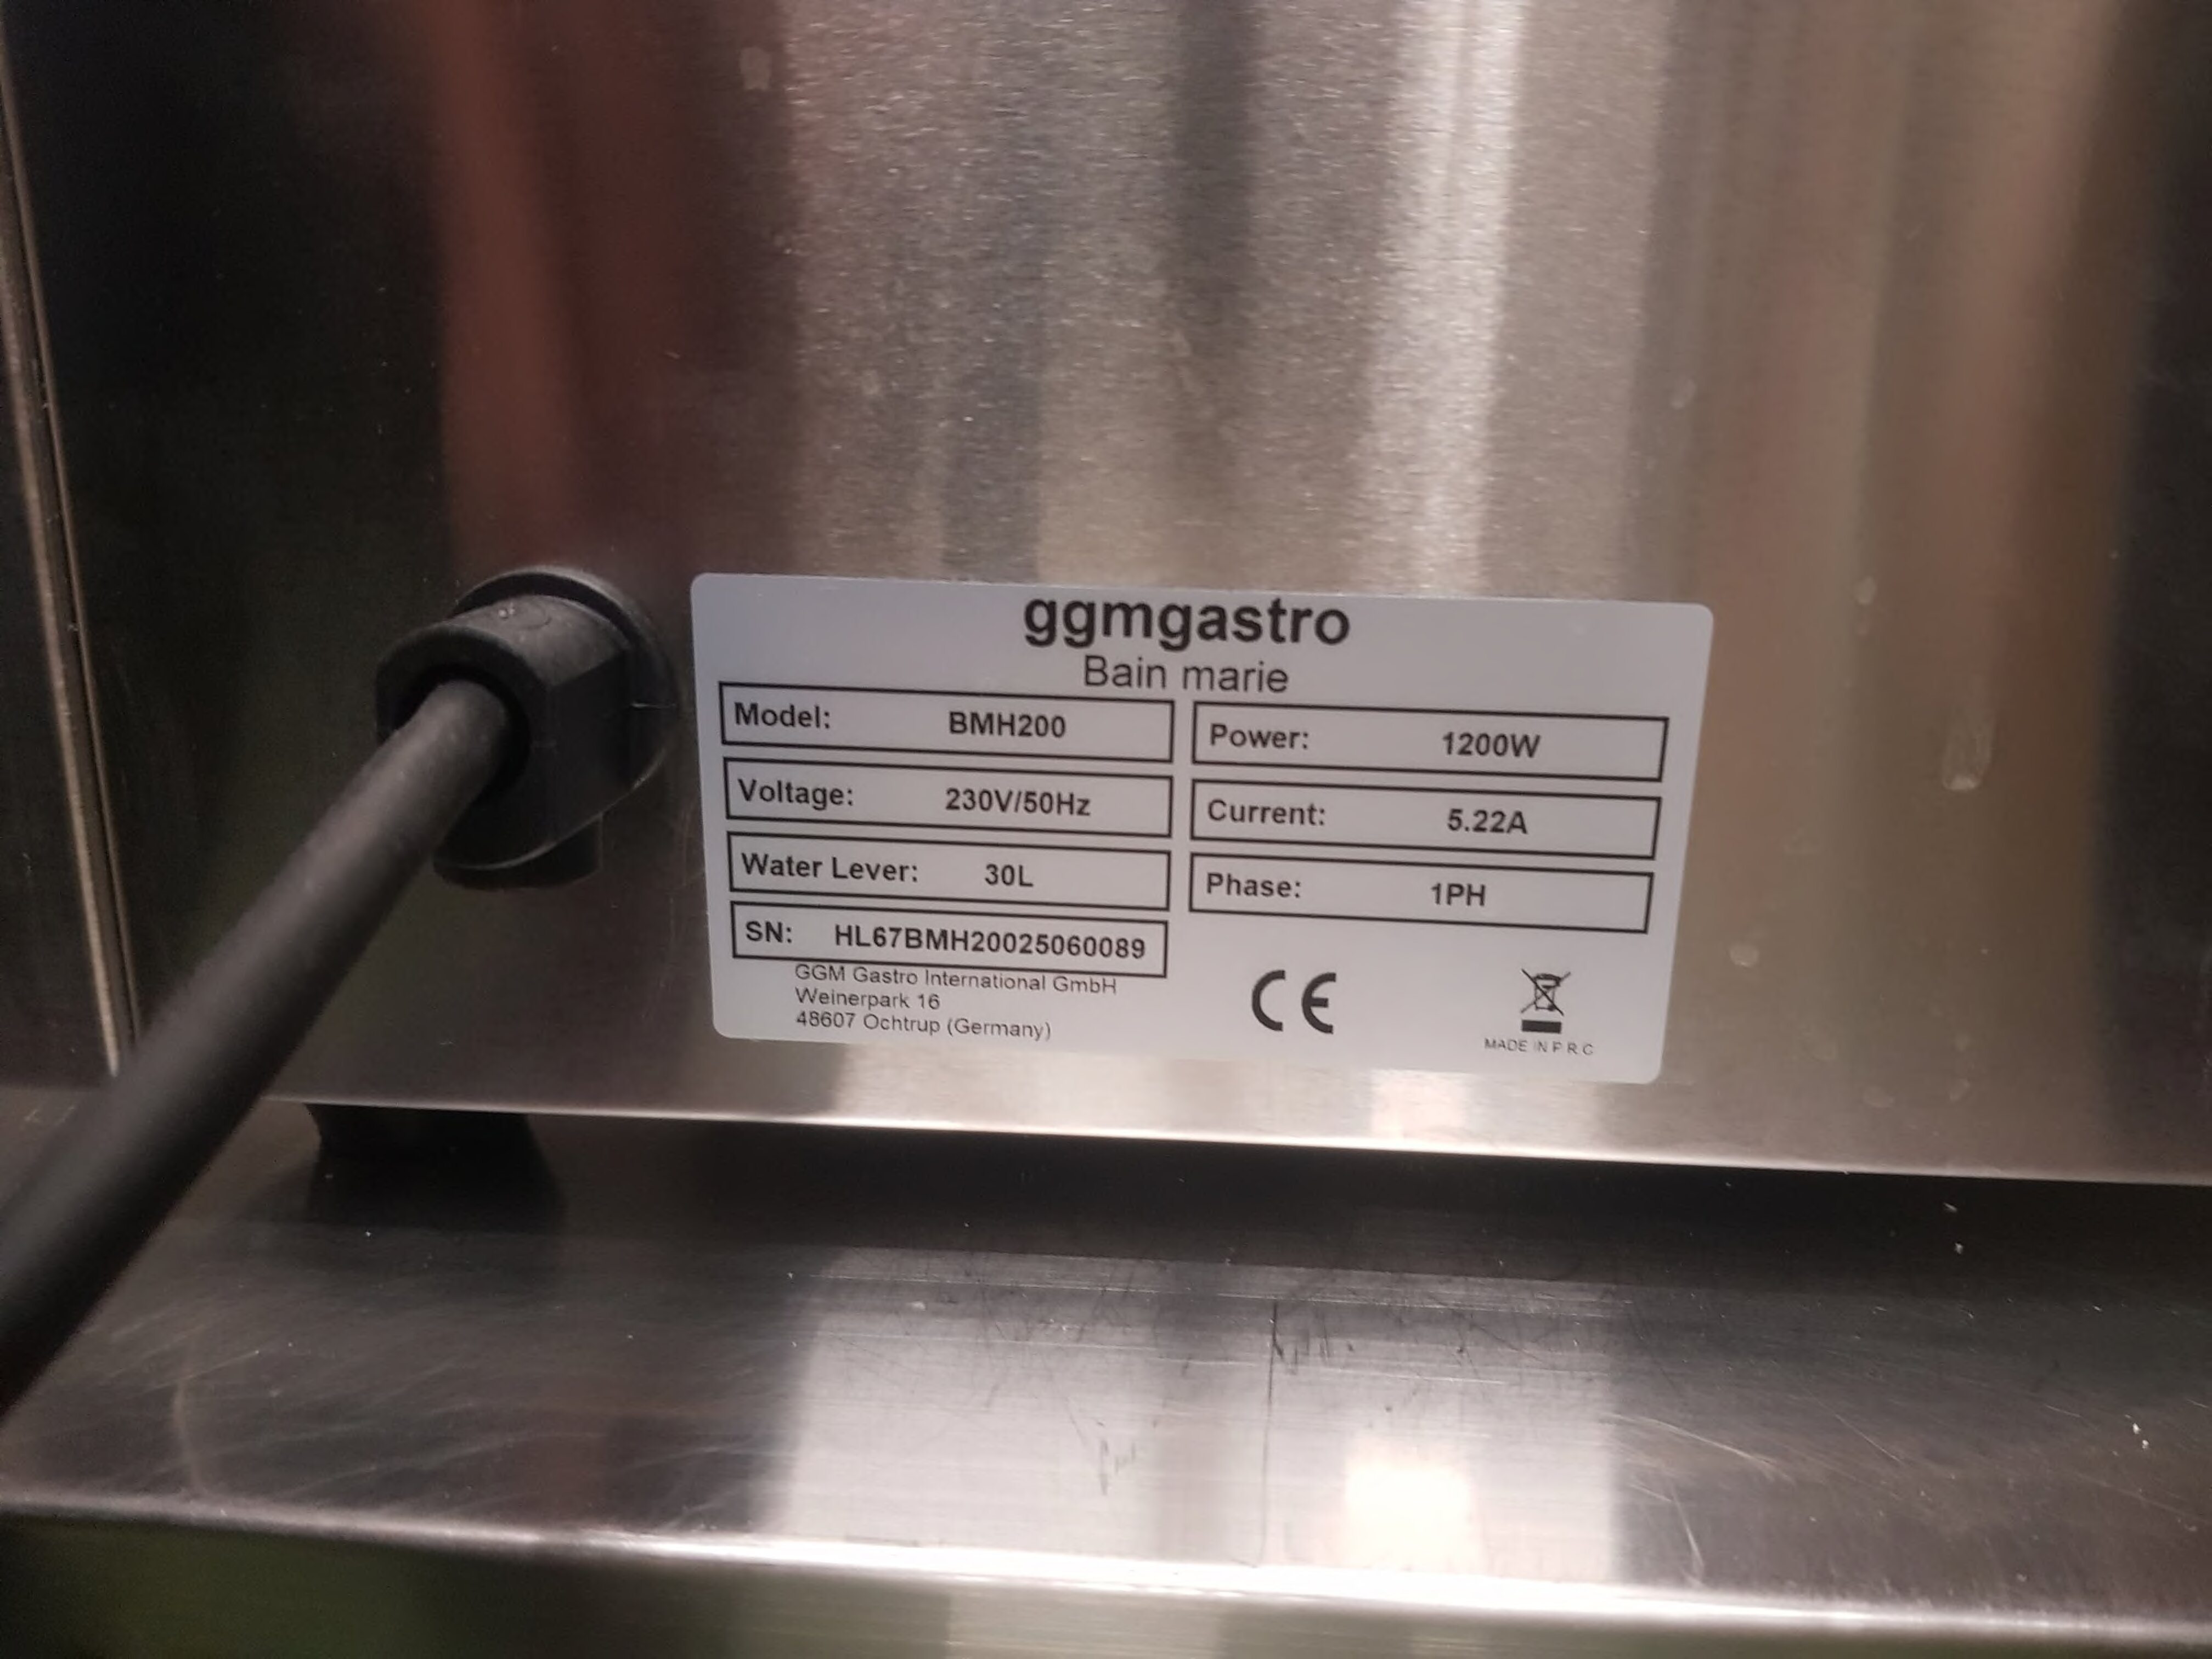 ggmgastro
Bain marie
Model: BMH200
Power: 1200W
Voltage: 230V/50Hz
Current: 5.22A
Water Lever: 30L
Phase: 1PH
SN: HL67BMH20025060089
GGM Gastro International GmbH
Weinerpark 16
48607 Ochtrup (Germany)
CE
MADE IN P R C